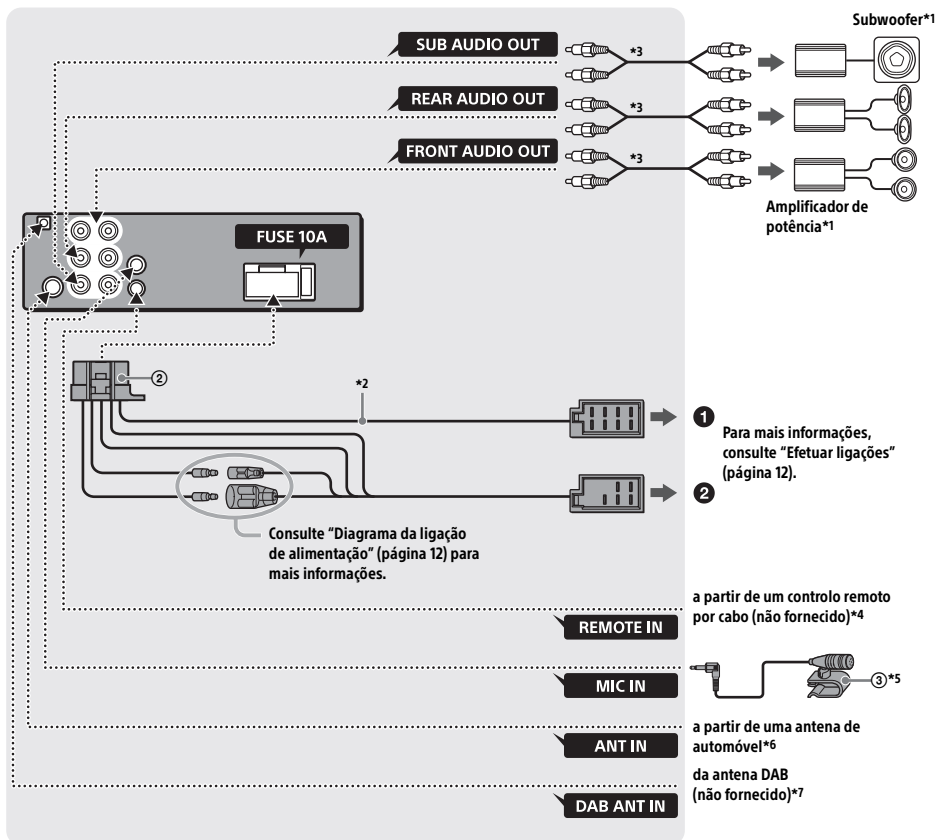 Subwoofer*1
SUB AUDIO OUT
*3
REAR AUDIO OUT
*3
FRONT AUDIO OUT
*3
Amplificador de
potência*1
FUSE 10A
②
*2
❶
Para mais informações,
consulte “Efetuar ligações”
(página 12).
❷
Consulte “Diagrama da ligação
de alimentação” (página 12) para
mais informações.
a partir de um controlo remoto
por cabo (não fornecido)*4
REMOTE IN
③*5
MIC IN
a partir de uma antena de
automóvel*6
ANT IN
da antena DAB
(não fornecido)*7
DAB ANT IN